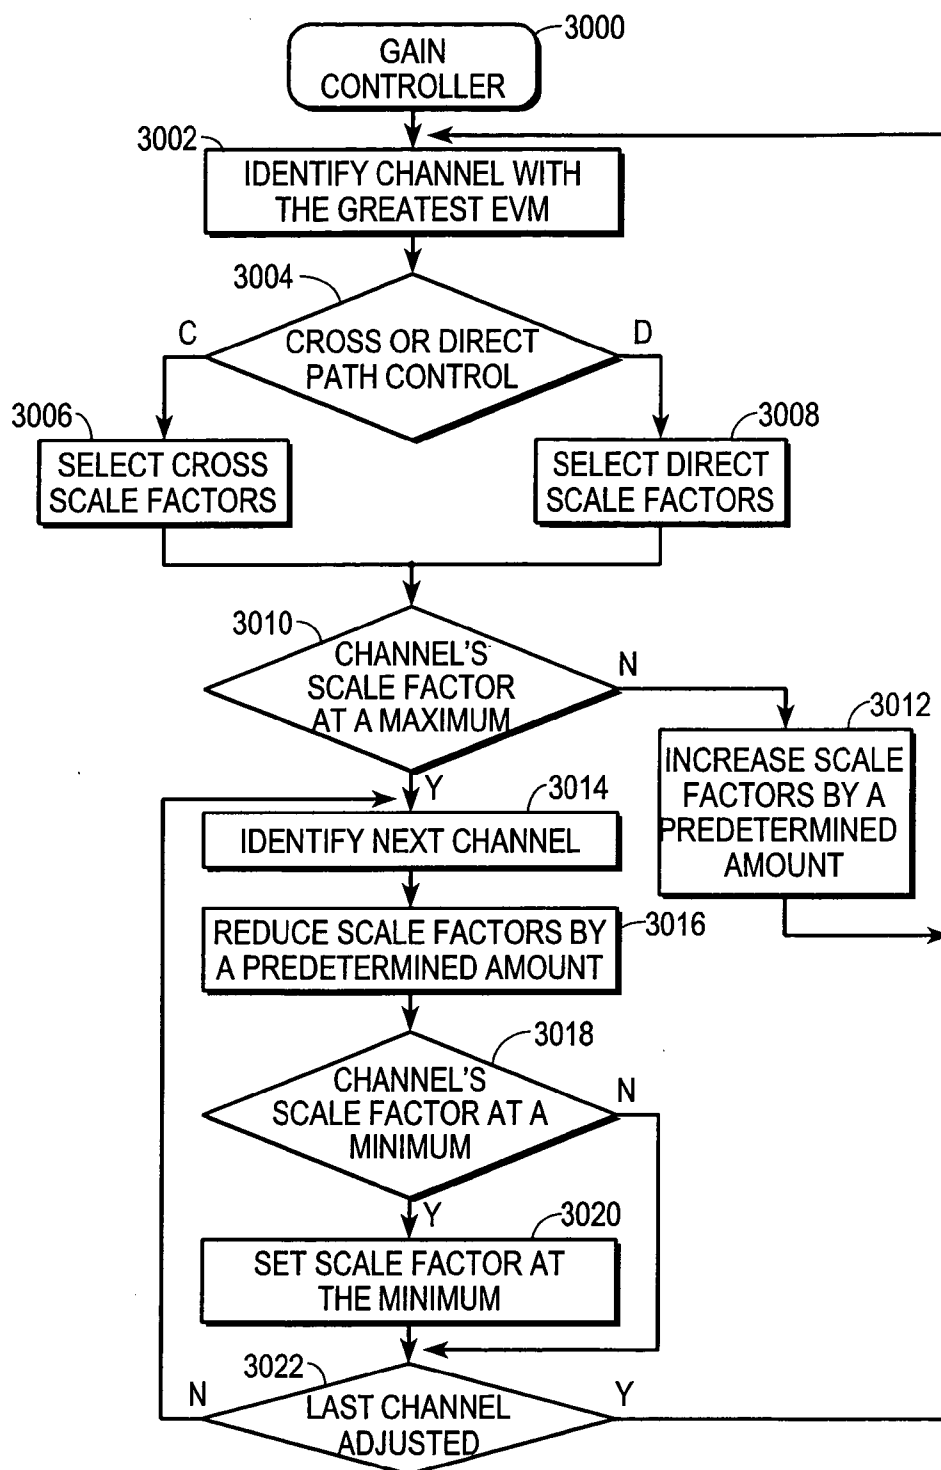 3000
GAIN
CONTROLLER
3002
IDENTIFY CHANNEL WITH
THE GREATEST EVM
3004
C
D
CROSS OR DIRECT
PATH CONTROL
3006
3008
SELECT CROSS
SCALE FACTORS
SELECT DIRECT
SCALE FACTORS
3010
N
CHANNEL'S
SCALE FACTOR
AT A MAXIMUM
3012
INCREASE SCALE
FACTORS BY A
PREDETERMINED
AMOUNT
Y
3014
IDENTIFY NEXT CHANNEL
3016
REDUCE SCALE FACTORS BY
A PREDETERMINED AMOUNT
3018
CHANNEL'S
SCALE FACTOR AT A
MINIMUM
N
Y
3020
SET SCALE FACTOR AT
THE MINIMUM
3022
N
Y
LAST CHANNEL
ADJUSTED